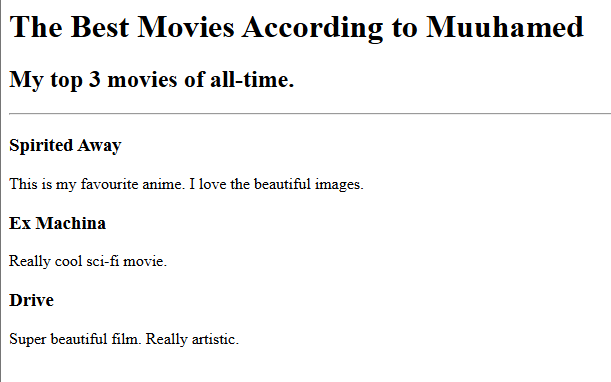 The Best Movies According to Muuhamed
My top 3 movies of all-time.
Spirited Away
This is my favourite anime. I love the beautiful images.
Ex Machina
Really cool sci-fi movie.
Drive
Super beautiful film. Really artistic.